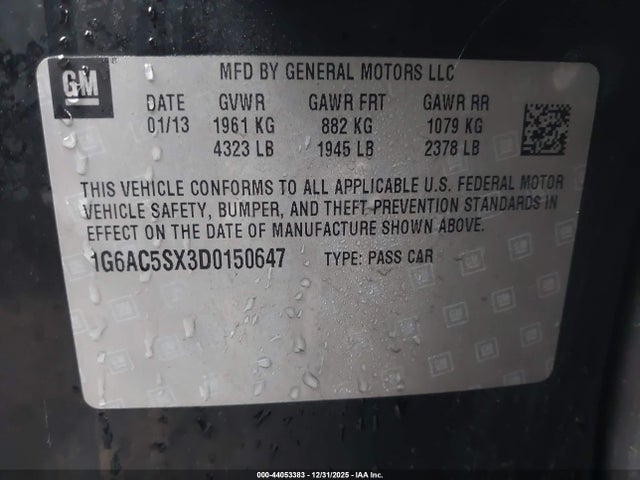 GM
MFD BY GENERAL MOTORS LLC
DATE GVWR GAWR FRT GAWR RR
01/13 1961 KG 882 KG 1079 KG
4323 LB 1945 LB 2378 LB
THIS VEHICLE CONFORMS TO ALL APPLICABLE U.S. FEDERAL MOTOR
VEHICLE SAFETY, BUMPER, AND THEFT PREVENTION STANDARDS IN
EFFECT ON THE DATE OF MANUFACTURE SHOWN ABOVE.
1G6AC5SX3D0150647 TYPE: PASS CAR
000-44053383 - 12/31/2025 - IAA Inc.